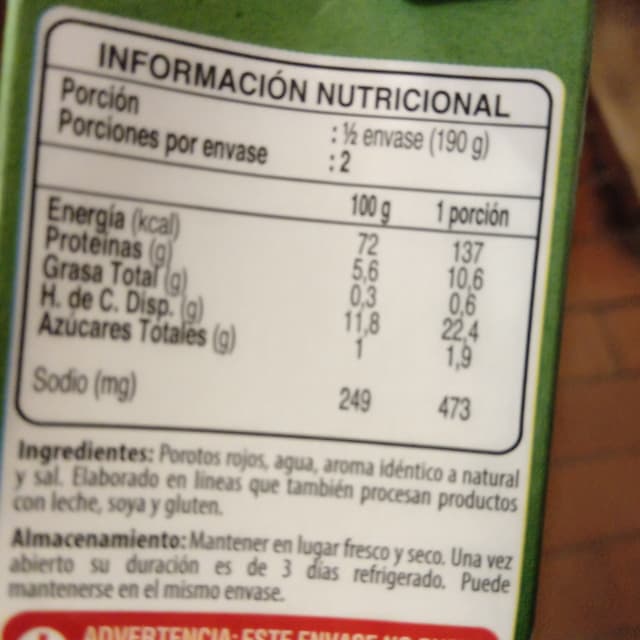 INFORMACIÓN NUTRICIONAL
Porción : ½ envase (190 g)
Porciones por envase : 2
100 g 1 porción
Energía (kcal) 72 137
Proteínas (g) 5,6 10,6
Grasa Total (g) 0,3 0,6
H. de C. Disp. (g) 11,8 22,4
Azúcares Totales (g) 1 1,9
Sodio (mg) 249 473
Ingredientes: Porotos rojos, agua, aroma idéntico a natural
y sal. Elaborado en líneas que también procesan productos
con leche, soya y gluten.
Almacenamiento: Mantener en lugar fresco y seco. Una vez
abierto su duración es de 3 días refrigerado. Puede
mantenerse en el mismo envase.
ADVERTENCIA: ESTE ENVASE NO